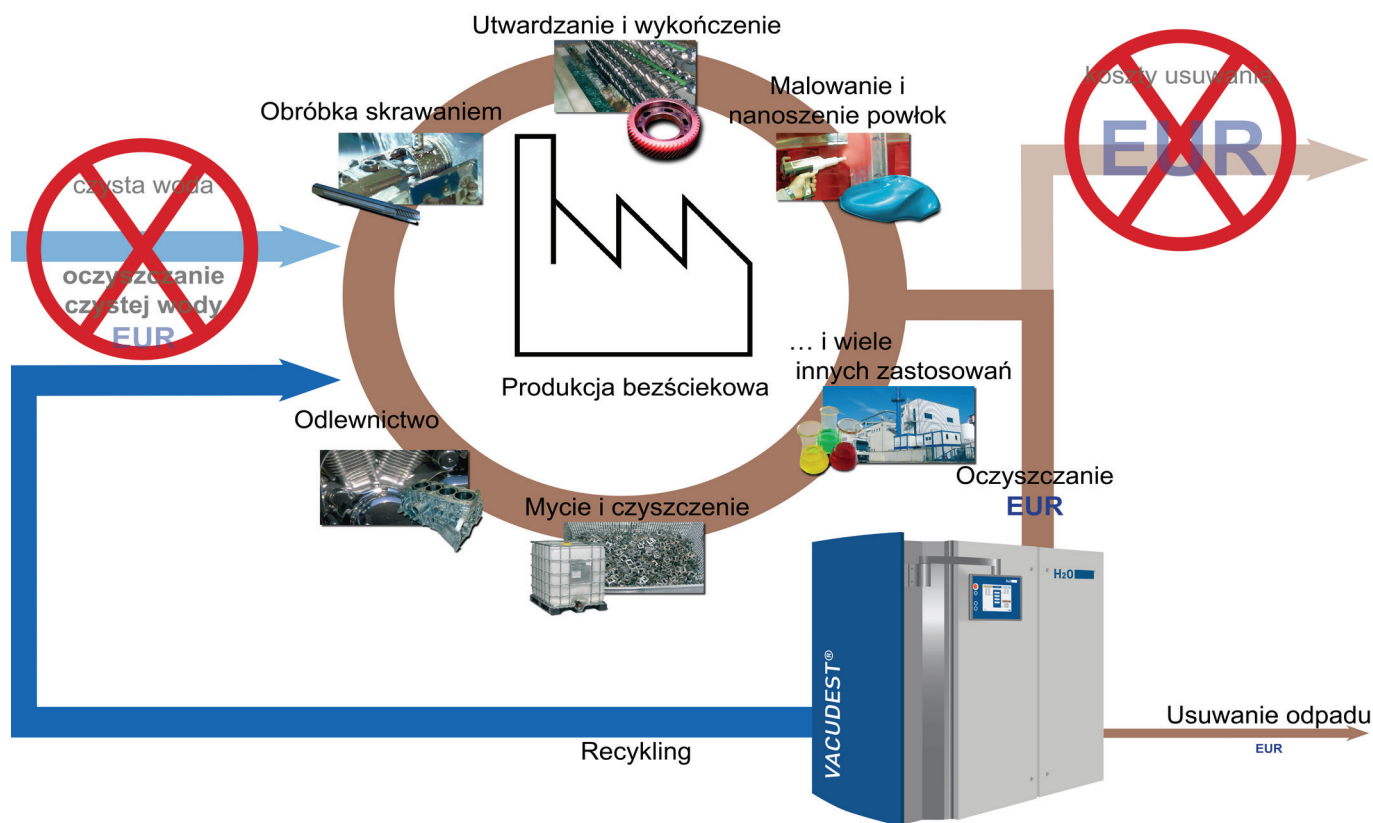 Utwardzanie i wykończenie
Malowanie i
nanoszenie powłok
koszty usuwania
EUR
Obróbka skrawaniem
czysta woda
oczyszczanie
czystej wody
EUR
… i wiele
innych zastosowań
Produkcja bezściekowa
Odlewnictwo
Oczyszczanie
EUR
Mycie i czyszczenie
H2O
VACUDEST®
Usuwanie odpadu
EUR
Recykling